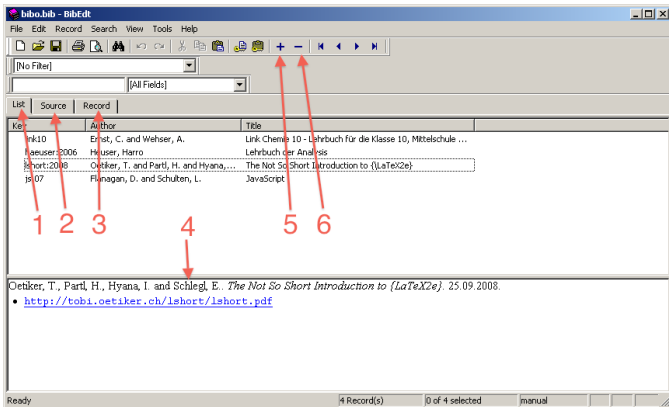 bibo.bib - BibEdt
File Edit Record Search View Tools Help
[No Filter]
[All Fields]
List Source Record
Key Author Title
link10 Ernst, C. and Wehser, A. Link Chemie 10 - Lehrbuch für die Klasse 10, Mittelschule ...
haeuser:2006 Heuser, Harro Lehrbuch der Analysis
lshort:2008 Oetiker, T. and Partl, H. and Hyana,... The Not So Short Introduction to {\LaTeX2e}
js:07 Flanagan, D. and Schulten, L. JavaScript
1 2 3 4 5 6
Oetiker, T., Partl, H., Hyana, I. and Schlegl, E.. The Not So Short Introduction to {LaTeX2e}. 25.09.2008.
• http://tobi.oetiker.ch/lshort/lshort.pdf
Ready 4 Record(s) 0 of 4 selected manual